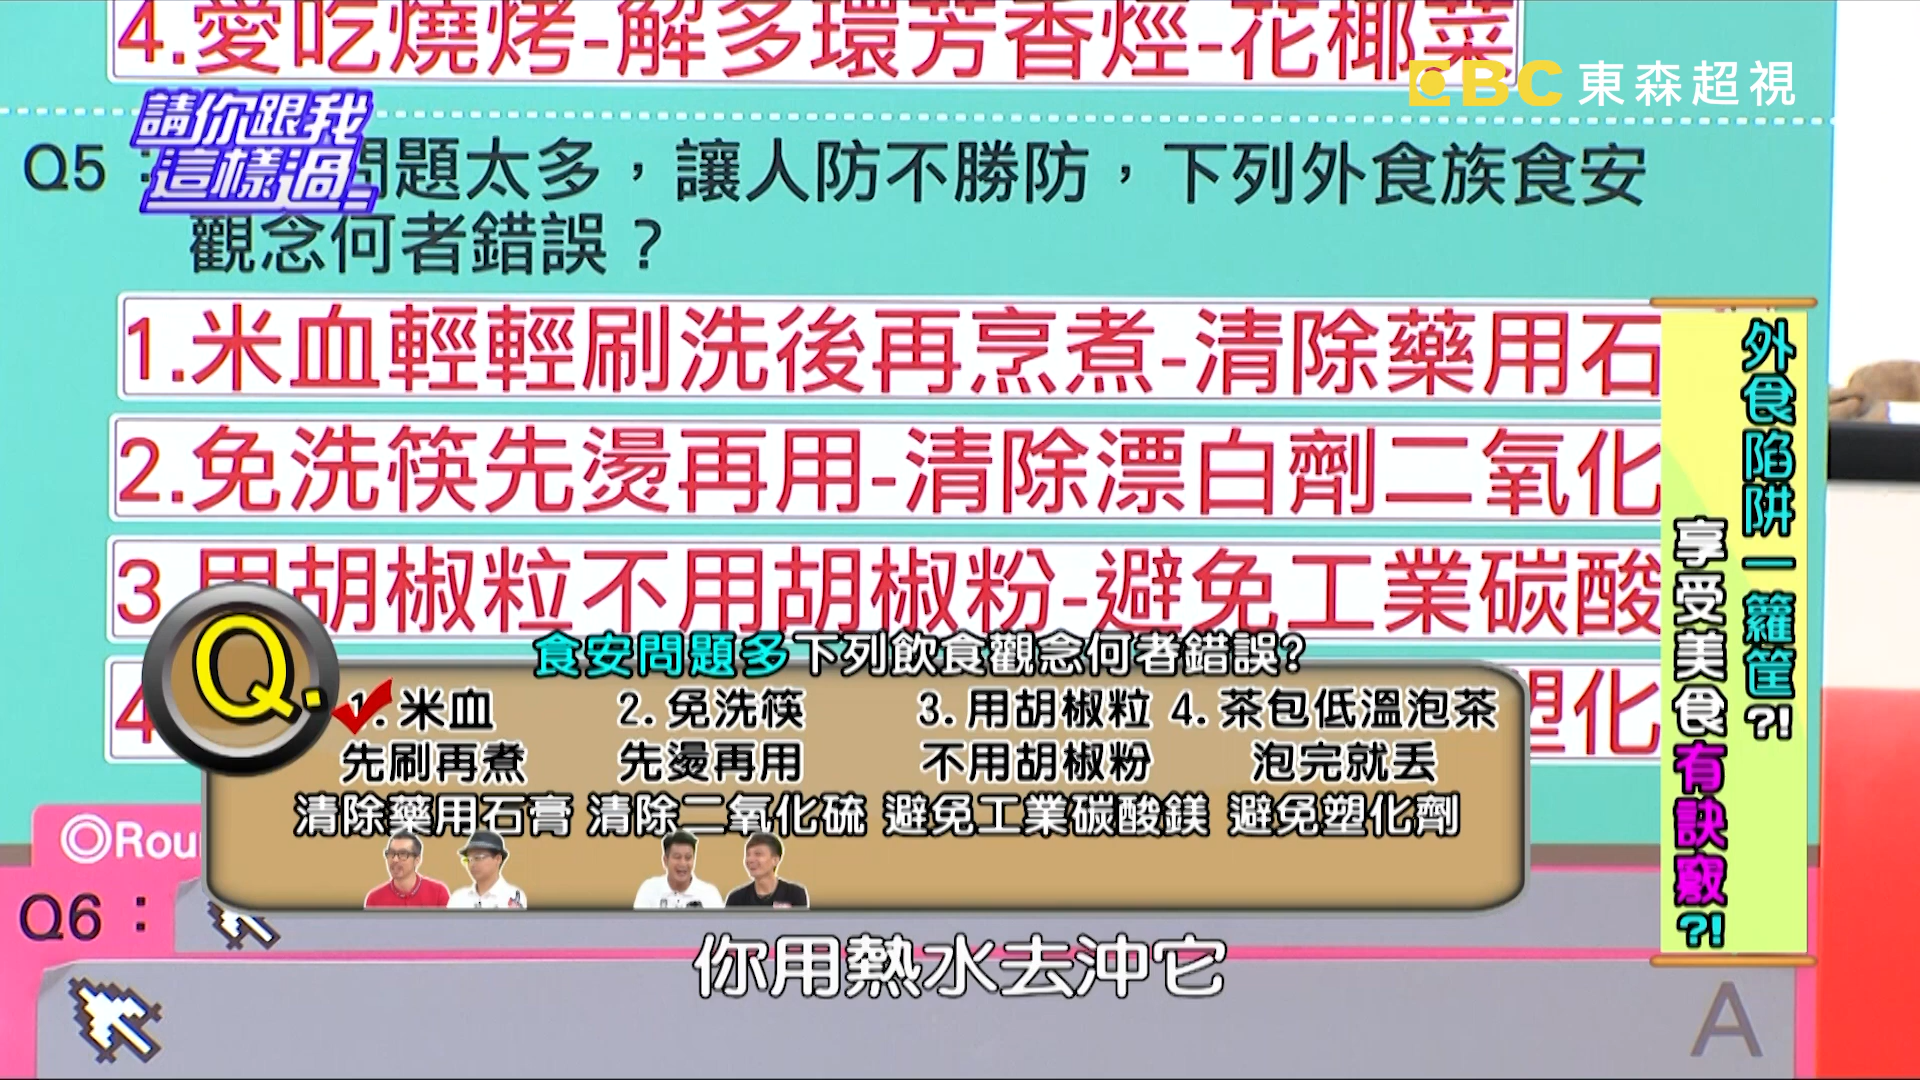 4.愛吃燒烤-解多環芳香烴-花椰菜
EBC 東森超視
請你跟我
這樣過
Q5：問題太多，讓人防不勝防，下列外食族食安
觀念何者錯誤？
1.米血輕輕刷洗後再烹煮-清除藥用石
2.免洗筷先燙再用-清除漂白劑二氧化
3.用胡椒粒不用胡椒粉-避免工業碳酸
4 塑化
外食陷阱一籮筐?!
享受美食有訣竅?!
Q.
食安問題多下列飲食觀念何者錯誤?
1.米血
先刷再煮
清除藥用石膏
2.免洗筷
先燙再用
清除二氧化硫
3.用胡椒粒
不用胡椒粉
避免工業碳酸鎂
4.茶包低溫泡茶
泡完就丟
避免塑化劑
◎Rou
Q6：
你用熱水去沖它
A